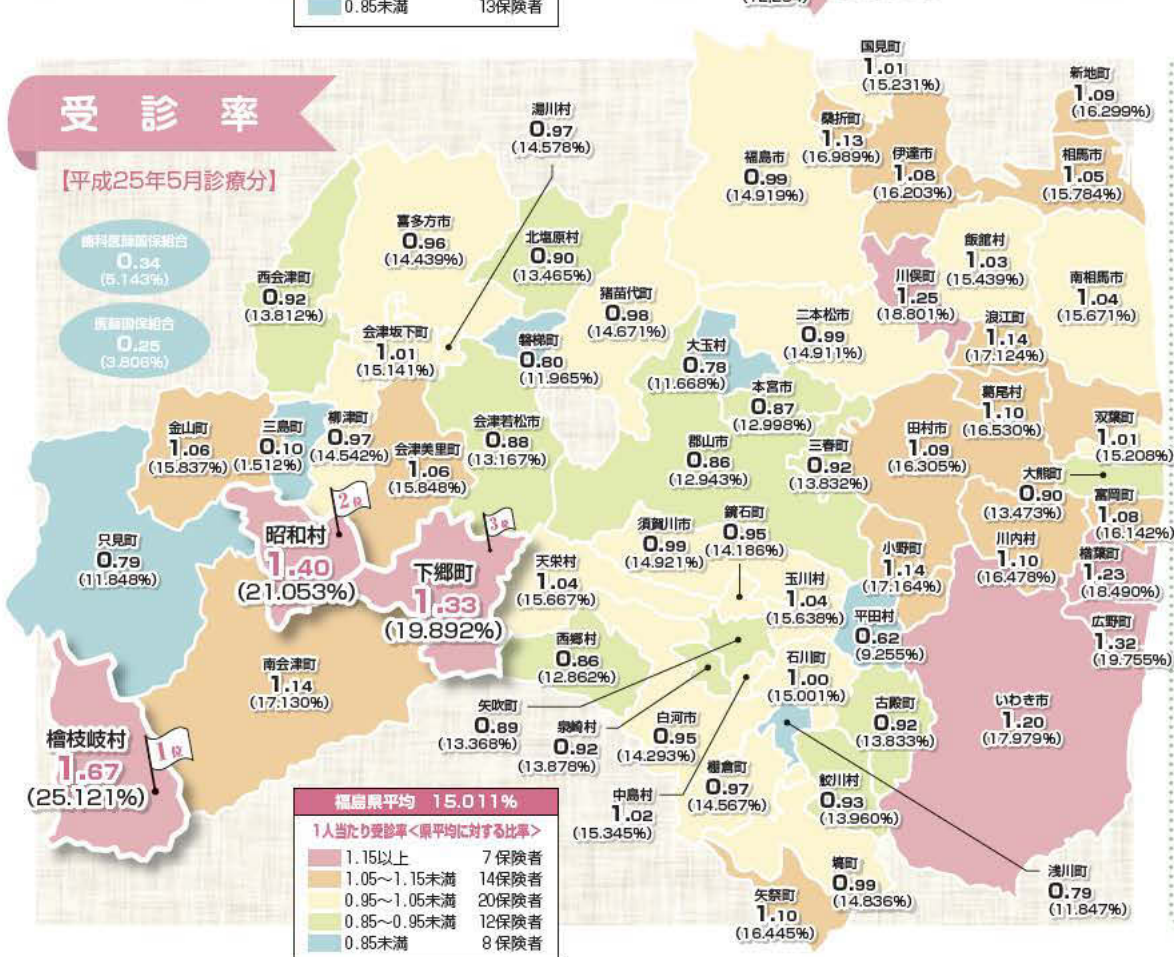 0.85未満 13保険者
受診率
【平成25年5月診療分】
歯科医師国保組合
0.34
(5.143%)
医師国保組合
0.25
(3.806%)
国見町
1.01
(15.231%)
新地町
1.09
(16.299%)
桑折町
1.13
(16.989%)
伊達市
1.08
(16.203%)
相馬市
1.05
(15.784%)
福島市
0.99
(14.919%)
湯川村
0.97
(14.578%)
喜多方市
0.96
(14.439%)
北塩原村
0.90
(13.465%)
西会津町
0.92
(13.812%)
猪苗代町
0.98
(14.671%)
川俣町
1.25
(18.801%)
飯舘村
1.03
(15.439%)
南相馬市
1.04
(15.671%)
会津坂下町
1.01
(15.141%)
磐梯町
0.80
(11.965%)
大玉村
0.78
(11.668%)
二本松市
0.99
(14.911%)
浪江町
1.14
(17.124%)
本宮市
0.87
(12.998%)
葛尾村
1.10
(16.530%)
双葉町
1.01
(15.208%)
金山町
1.06
(15.837%)
三島町
0.10
(1.512%)
柳津町
0.97
(14.542%)
会津美里町
1.06
(15.848%)
会津若松市
0.88
(13.167%)
郡山市
0.86
(12.943%)
三春町
0.92
(13.832%)
田村市
1.09
(16.305%)
大熊町
0.90
(13.473%)
富岡町
1.08
(16.142%)
只見町
0.79
(11.848%)
2位
昭和村
1.40
(21.053%)
3位
下郷町
1.33
(19.892%)
天栄村
1.04
(15.667%)
須賀川市
0.99
(14.921%)
鏡石町
0.95
(14.186%)
玉川村
1.04
(15.638%)
小野町
1.14
(17.164%)
川内村
1.10
(16.478%)
楢葉町
1.23
(18.490%)
平田村
0.62
(9.255%)
広野町
1.32
(19.755%)
南会津町
1.14
(17.130%)
西郷村
0.86
(12.862%)
石川町
1.00
(15.001%)
古殿町
0.92
(13.833%)
いわき市
1.20
(17.979%)
矢吹町
0.89
(13.368%)
泉崎村
0.92
(13.878%)
白河市
0.95
(14.293%)
1位
檜枝岐村
1.67
(25.121%)
棚倉町
0.97
(14.567%)
鮫川村
0.93
(13.960%)
中島村
1.02
(15.345%)
塙町
0.99
(14.836%)
浅川町
0.79
(11.847%)
矢祭町
1.10
(16.445%)
福島県平均 15.011%
1人当たり受診率<県平均に対する比率>
1.15以上 7保険者
1.05～1.15未満 14保険者
0.95～1.05未満 20保険者
0.85～0.95未満 12保険者
0.85未満 8保険者